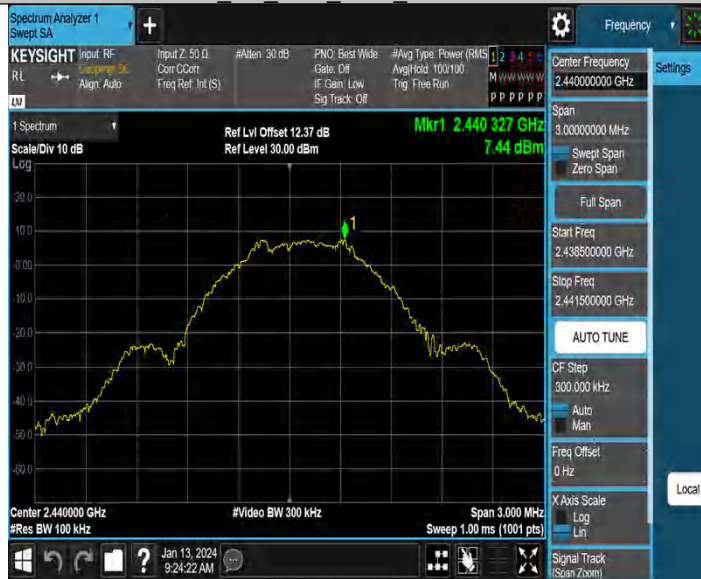 Spectrum Analyzer 1
Swept SA
+
Frequency
KEYSIGHT
Input: RF
Coupling: DC
Align: Auto
Input Z: 50 Ω
Corr CCorr
Freq Ref: Int (S)
#Atten: 30 dB
PNO: Best Wide
Gate: Off
IF Gain: Low
Sig Track: Off
#Avg Type: Power (RMS
Avg|Hold: 100/100
Trig: Free Run
1 2 3 4 5 6
M W W W W W
P P P P P P
RL
LXI
1 Spectrum
Scale/Div 10 dB
Log
Ref Lvl Offset 12.37 dB
Ref Level 30.00 dBm
Mkr1 2.440 327 GHz
7.44 dBm
20.0
10.0
0.00
-10.0
-20.0
-30.0
-40.0
-50.0
-60.0
1
Center 2.440000 GHz
#Res BW 100 kHz
#Video BW 300 kHz
Span 3.000 MHz
Sweep 1.00 ms (1001 pts)
?
Jan 13, 2024
9:24:22 AM
Center Frequency
2.440000000 GHz
Settings
Span
3.00000000 MHz
Swept Span
Zero Span
Full Span
Start Freq
2.438500000 GHz
Stop Freq
2.441500000 GHz
AUTO TUNE
CF Step
300.000 kHz
Auto
Man
Freq Offset
0 Hz
X Axis Scale
Log
Lin
Local
Signal Track
(Span Zoom)